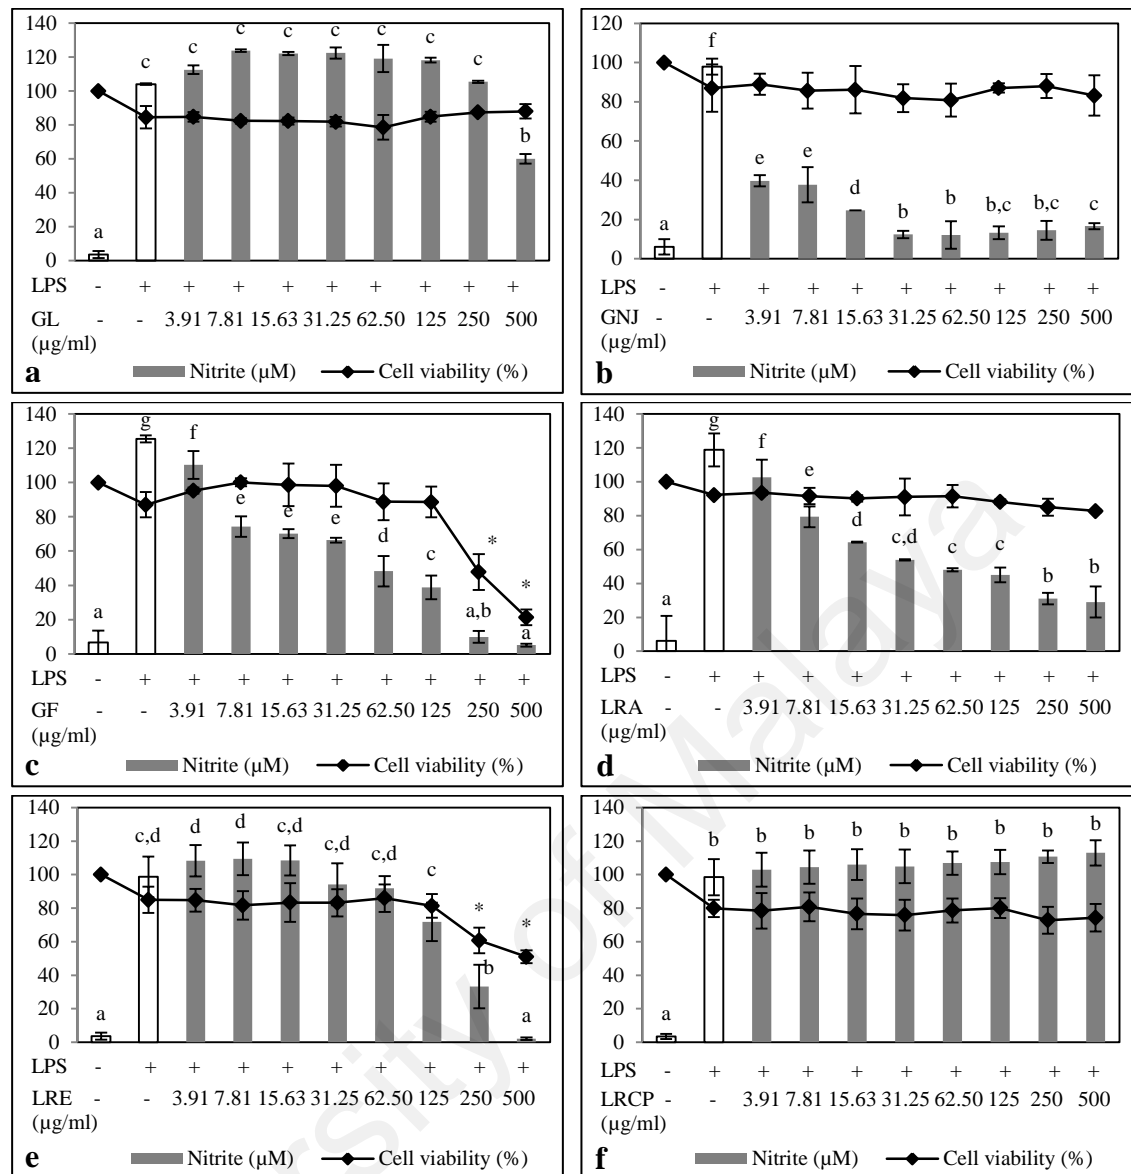 140
120
100
80
60
40
20
0
a c c c c c c c c b
LPS - + + + + + + + + +
GL - - 3.91 7.81 15.63 31.25 62.50 125 250 500
(µg/ml)
a
Nitrite (µM) Cell viability (%)
120
100
80
60
40
20
0
a f e e d b b b,c b,c c
LPS - + + + + + + + + +
GNJ - - 3.91 7.81 15.63 31.25 62.50 125 250 500
(µg/ml)
b
Nitrite (µM) Cell viability (%)
140
120
100
80
60
40
20
0
a g f e e e d c a,b a
* *
LPS - + + + + + + + + +
GF - - 3.91 7.81 15.63 31.25 62.50 125 250 500
(µg/ml)
c
Nitrite (µM) Cell viability (%)
140
120
100
80
60
40
20
0
a g f e d c,d c c b b
LPS - + + + + + + + + +
LRA - - 3.91 7.81 15.63 31.25 62.50 125 250 500
(µg/ml)
d
Nitrite (µM) Cell viability (%)
140
120
100
80
60
40
20
0
a c,d d d c,d c,d c,d c b a
* *
LPS - + + + + + + + + +
LRE - - 3.91 7.81 15.63 31.25 62.50 125 250 500
(µg/ml)
e
Nitrite (µM) Cell viability (%)
140
120
100
80
60
40
20
0
a b b b b b b b b b
LPS - + + + + + + + + +
LRCP - - 3.91 7.81 15.63 31.25 62.50 125 250 500
(µg/ml)
f
Nitrite (µM) Cell viability (%)
ersity of Malaya